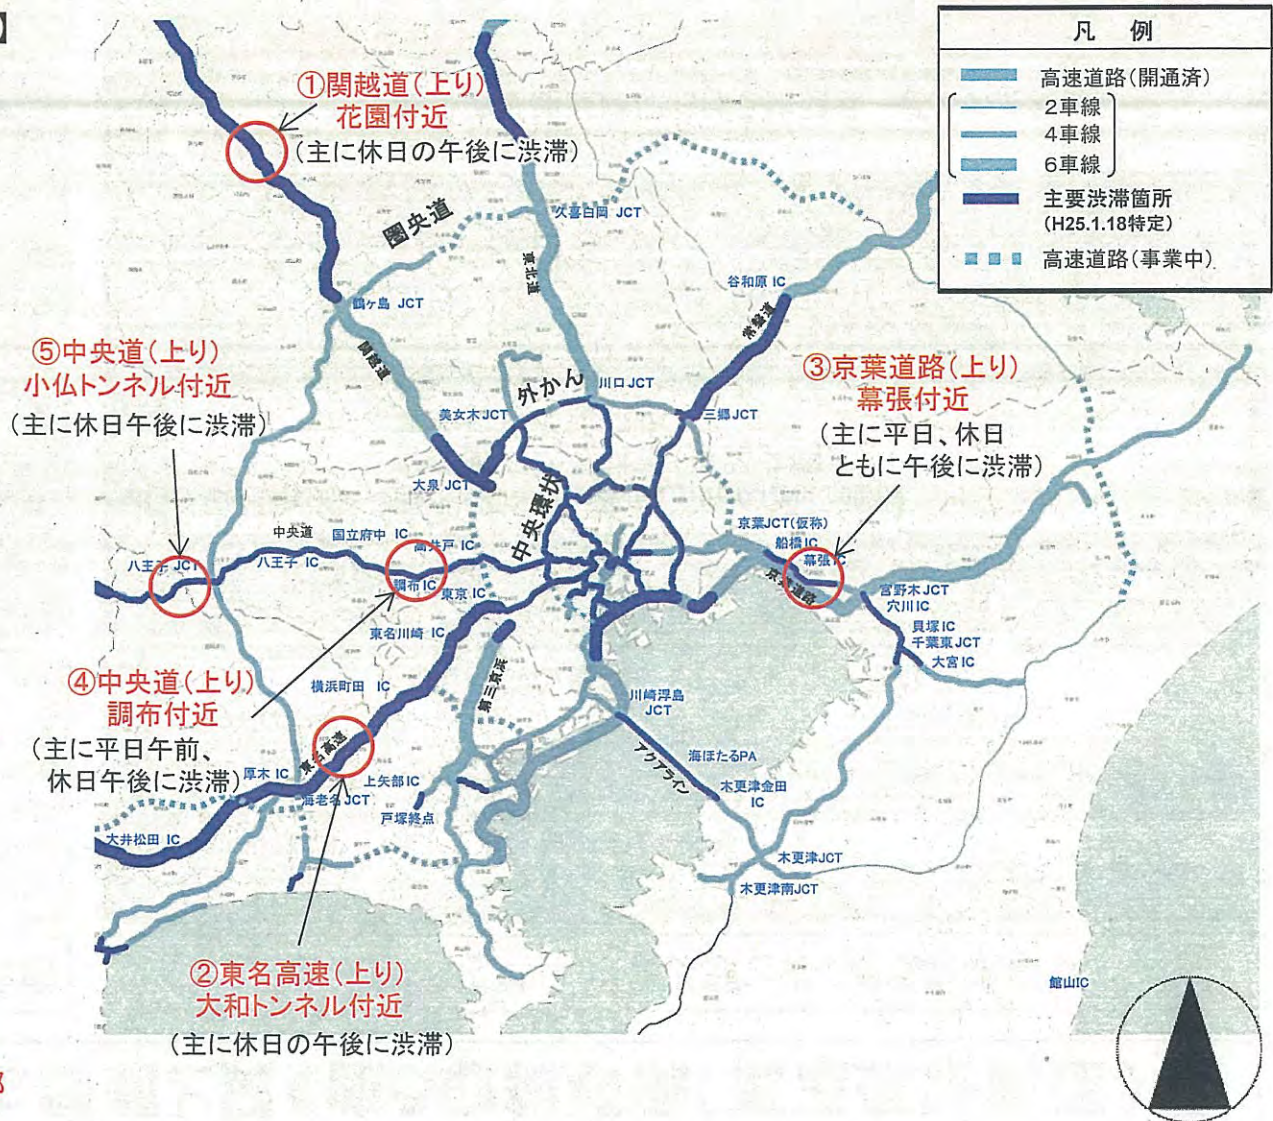 】
凡　例
高速道路(開通済)
2車線
4車線
6車線
主要渋滞箇所
(H25.1.18特定)
高速道路(事業中)
①関越道(上り)
花園付近
(主に休日の午後に渋滞)
圏央道
久喜白岡 JCT
東北道
谷和原 IC
常磐道
鶴ヶ島 JCT
関越道
⑤中央道(上り)
小仏トンネル付近
(主に休日午後に渋滞)
外かん
川口JCT
美女木JCT
三郷JCT
③京葉道路(上り)
幕張付近
(主に平日、休日
ともに午後に渋滞)
大泉JCT
中央環状
中央道
国立府中 IC
高井戸IC
京葉JCT(仮称)
船橋IC
幕張IC
八王子 JCT
八王子 IC
調布IC
東京IC
京葉道路
宮野木JCT
穴川IC
貝塚IC
千葉東JCT
大宮IC
東名川崎 IC
④中央道(上り)
調布付近
(主に平日午前、
休日午後に渋滞)
横浜町田 IC
第三京浜
川崎浮島
JCT
東名高速
海ほたるPA
アクアライン
木更津金田
IC
厚木IC
海老名JCT
上矢部IC
戸塚終点
大井松田 IC
木更津JCT
木更津南JCT
②東名高速(上り)
大和トンネル付近
(主に休日の午後に渋滞)
館山IC